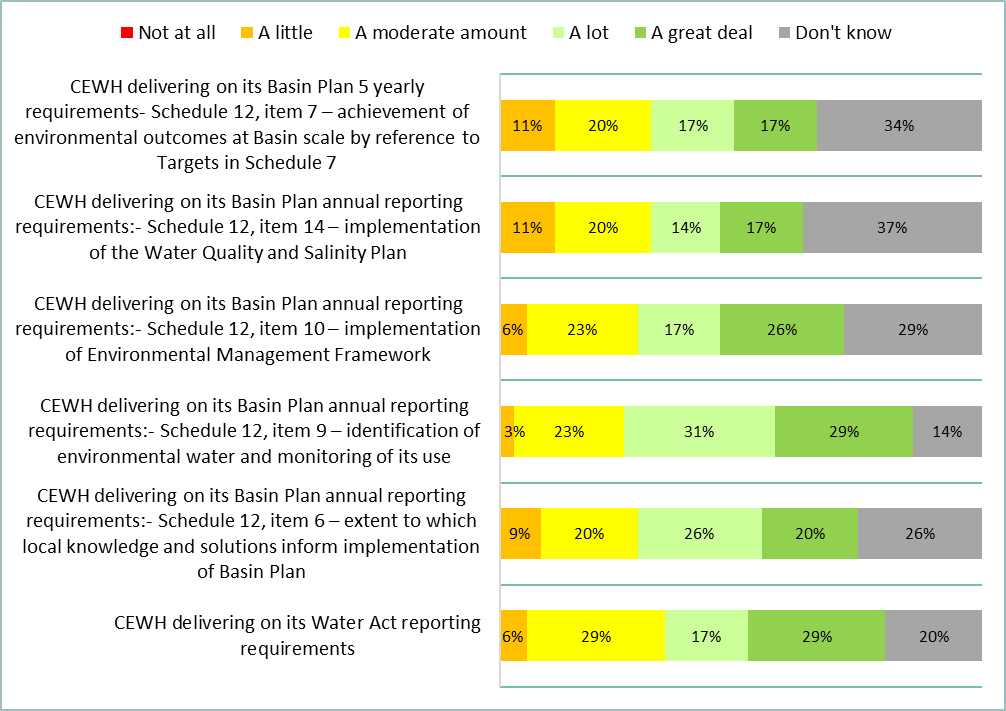 Not at all A little A moderate amount A lot A great deal Don't know
CEWH delivering on its Basin Plan 5 yearly
requirements- Schedule 12, item 7 – achievement of
environmental outcomes at Basin scale by reference to
Targets in Schedule 7
11% 20% 17% 17% 34%
CEWH delivering on its Basin Plan annual reporting
requirements:- Schedule 12, item 14 – implementation
of the Water Quality and Salinity Plan
11% 20% 14% 17% 37%
CEWH delivering on its Basin Plan annual reporting
requirements:- Schedule 12, item 10 – implementation
of Environmental Management Framework
6% 23% 17% 26% 29%
CEWH delivering on its Basin Plan annual reporting
requirements:- Schedule 12, item 9 – identification of
environmental water and monitoring of its use
3% 23% 31% 29% 14%
CEWH delivering on its Basin Plan annual reporting
requirements:- Schedule 12, item 6 – extent to which
local knowledge and solutions inform implementation
of Basin Plan
9% 20% 26% 20% 26%
CEWH delivering on its Water Act reporting
requirements
6% 29% 17% 29% 20%